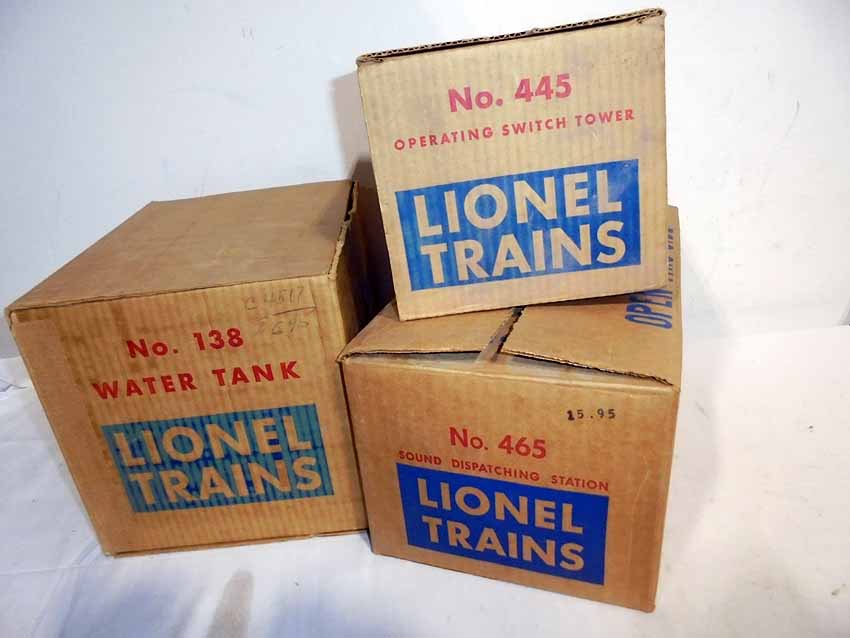 No. 445
OPERATING SWITCH TOWER
LIONEL
TRAINS
No. 138
WATER TANK
LIONEL
TRAINS
15.95
No. 465
SOUND DISPATCHING STATION
LIONEL
TRAINS